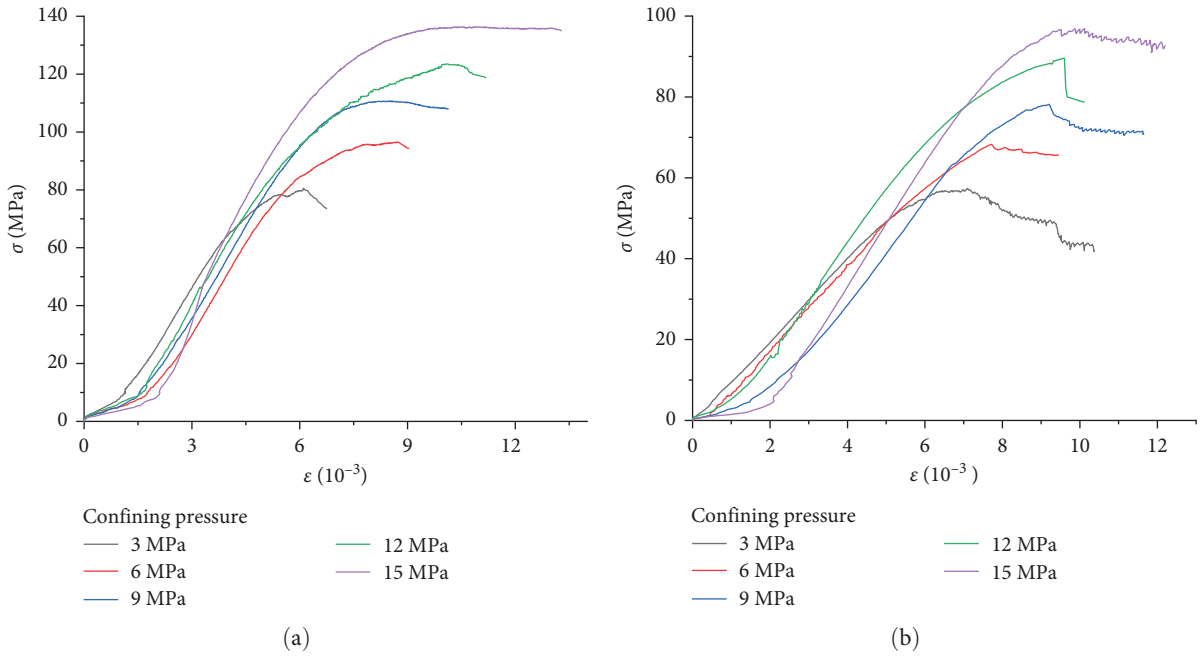 140
120
100
80
60
40
20
0
σ (MPa)
0 3 6 9 12
ε (10⁻³)
Confining pressure
3 MPa
6 MPa
9 MPa
12 MPa
15 MPa
(a)
100
80
60
40
20
0
σ (MPa)
0 2 4 6 8 10 12
ε (10⁻³ )
Confining pressure
3 MPa
6 MPa
9 MPa
12 MPa
15 MPa
(b)